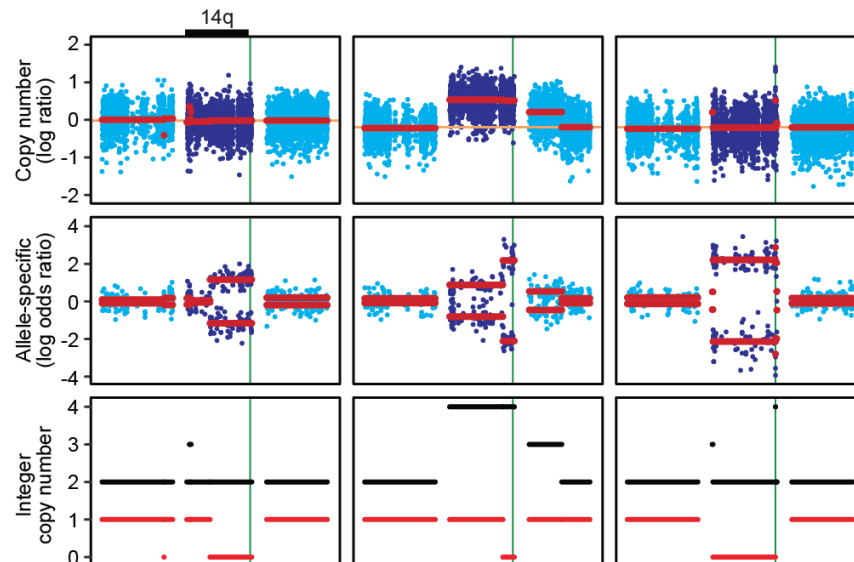 14q
Copy number
(log ratio)
2
1
0
-1
-2
Allele-specific
(log odds ratio)
4
2
0
-2
-4
Integer
copy number
4
3
2
1
0